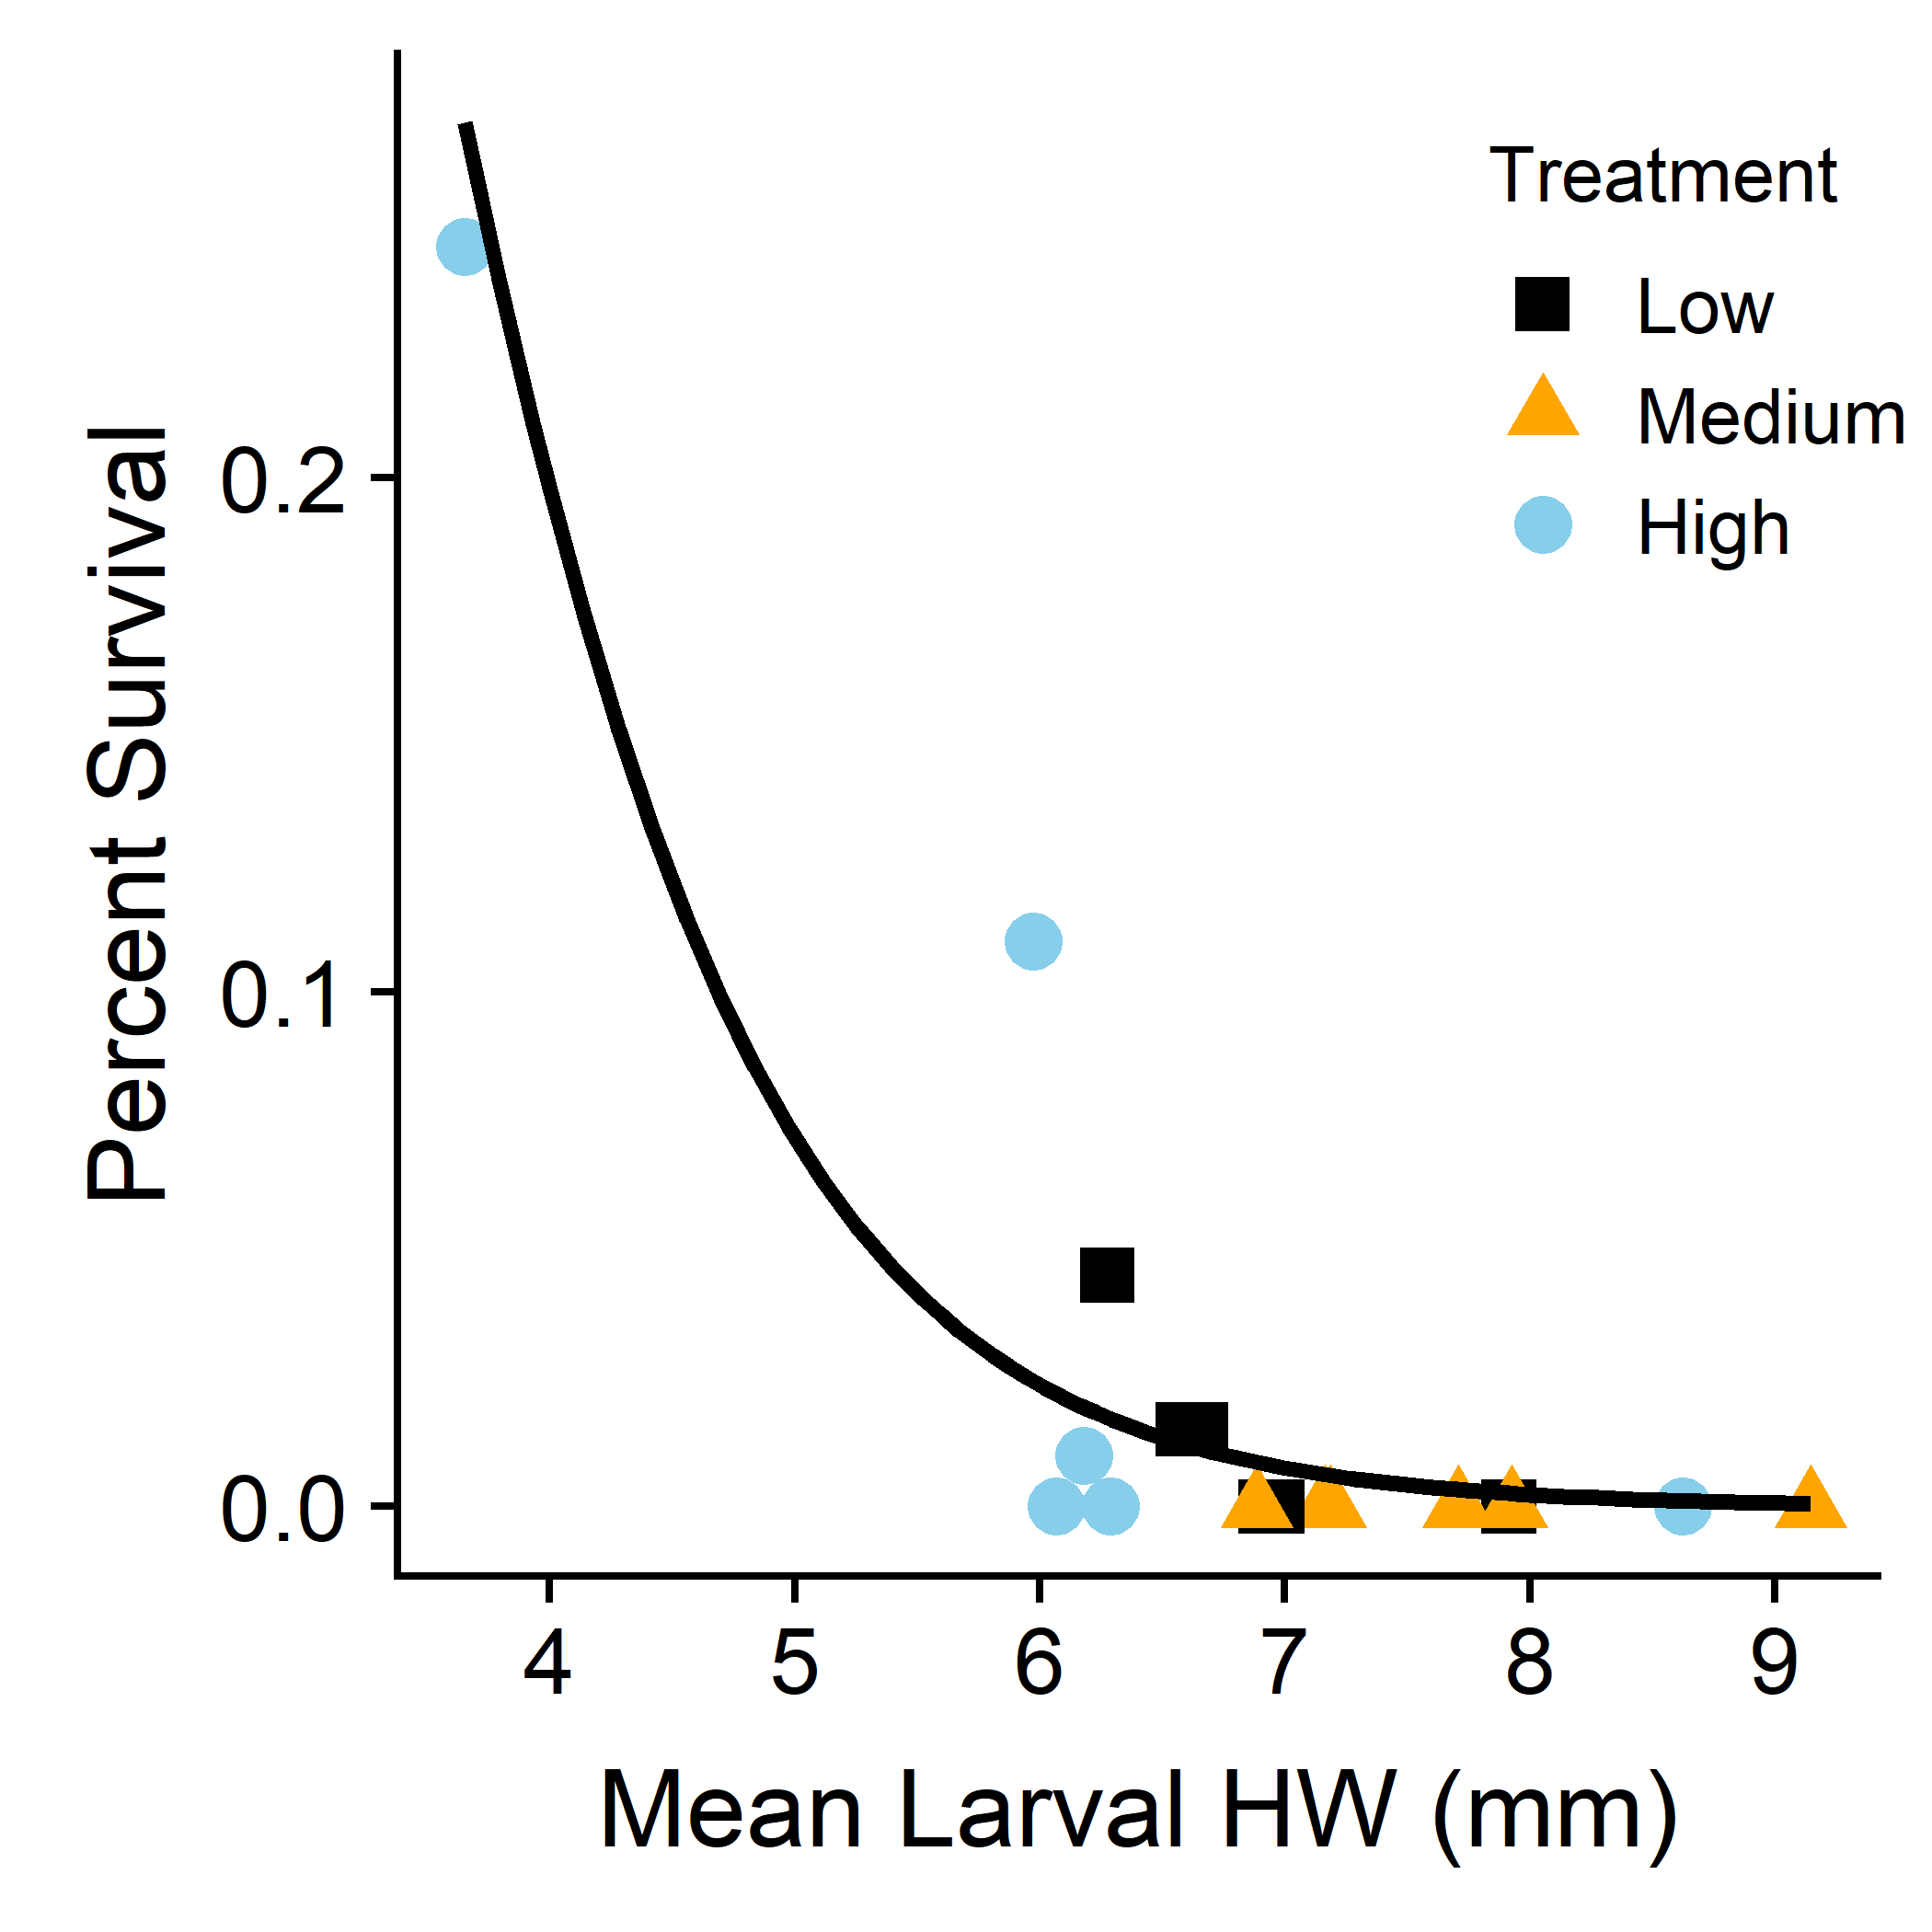 Treatment
Low
Medium
High
Percent Survival
0.2
0.1
0.0
4 5 6 7 8 9
Mean Larval HW (mm)